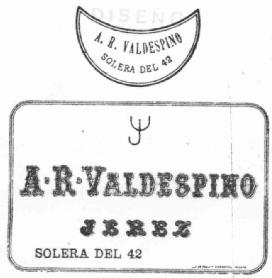 DISEÑO
A. R. VALDESPINO
SOLERA DEL 42
A·R·VALDESPINO
JEREZ
SOLERA DEL 42